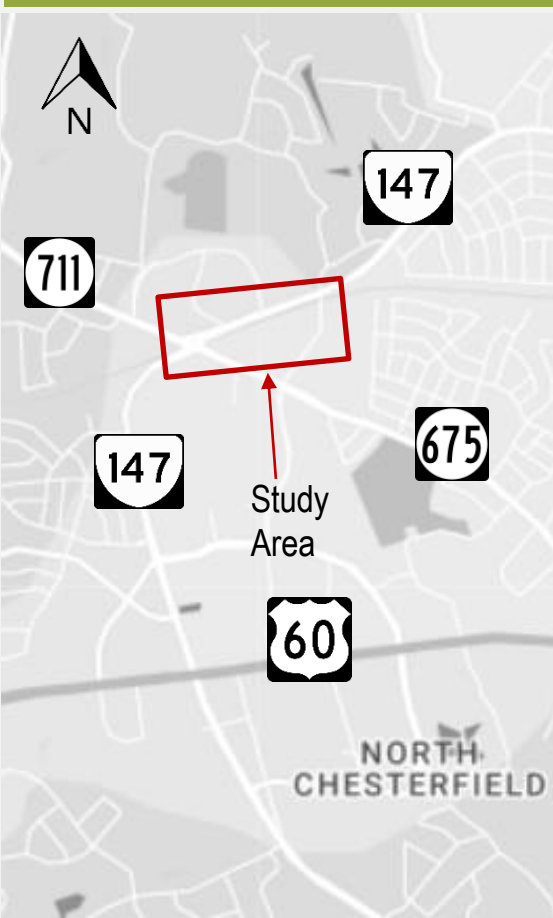 N
147
711
675
147
Study
Area
60
NORTH
CHESTERFIELD